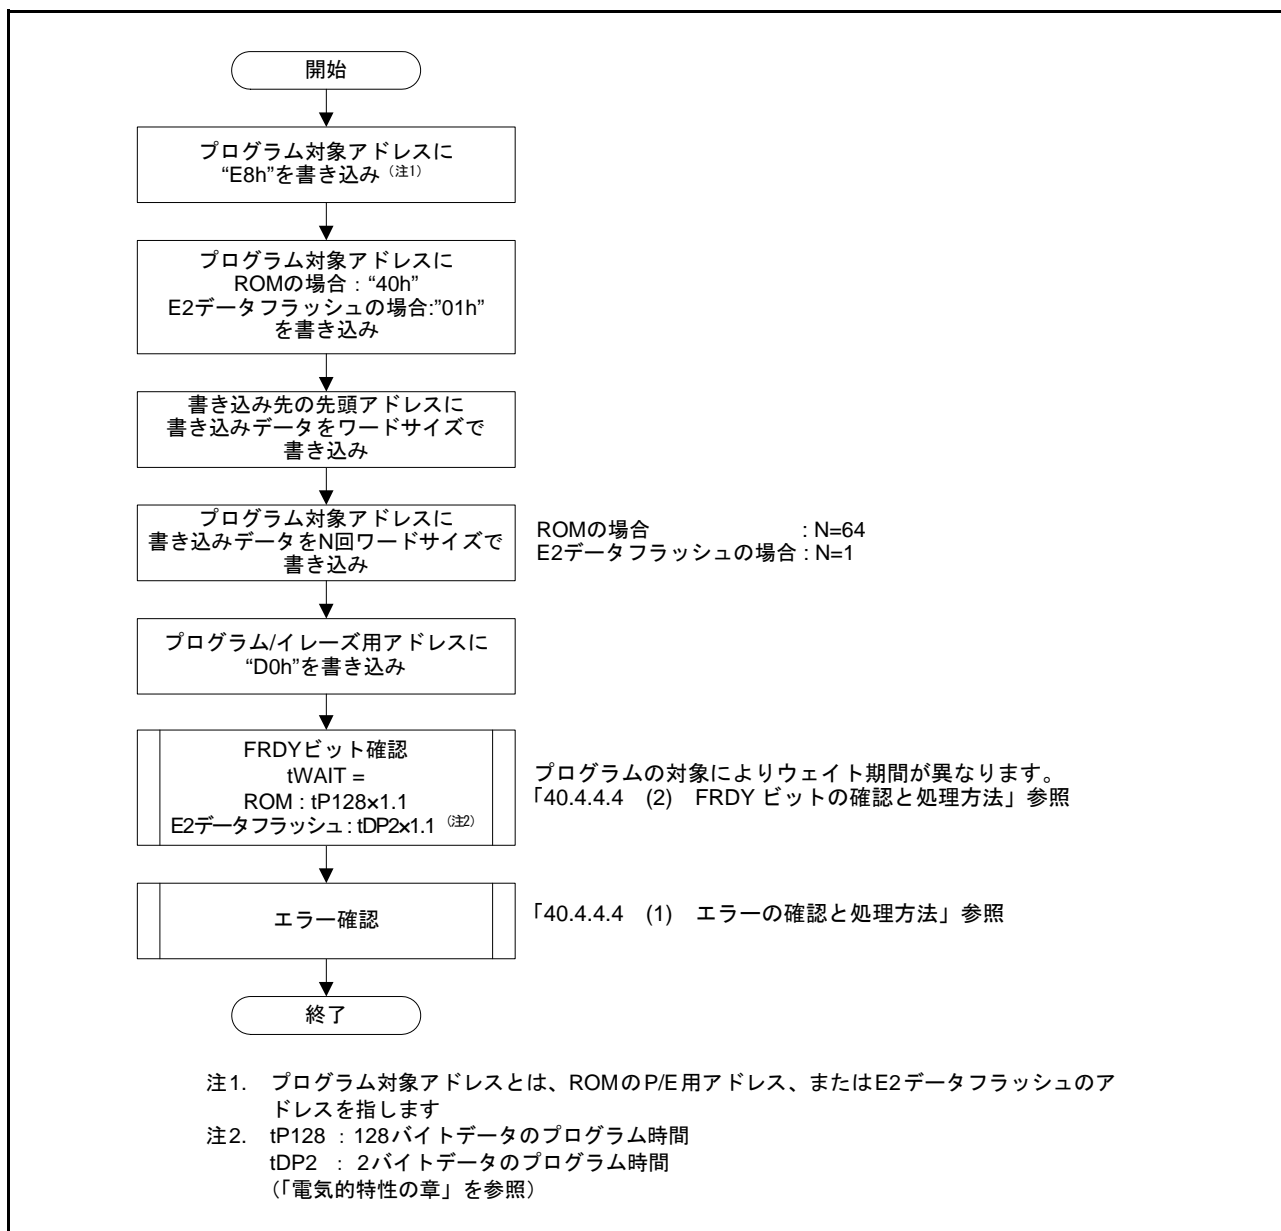 開始
プログラム対象アドレスに
“E8h”を書き込み（注1）
プログラム対象アドレスに
ROMの場合：“40h”
E2データフラッシュの場合:”01h”
を書き込み
書き込み先の先頭アドレスに
書き込みデータをワードサイズで
書き込み
プログラム対象アドレスに
書き込みデータをN回ワードサイズで
書き込み
ROMの場合 : N=64
E2データフラッシュの場合 : N=1
プログラム/イレーズ用アドレスに
“D0h”を書き込み
FRDYビット確認
tWAIT =
ROM : tP128×1.1
E2データフラッシュ : tDP2×1.1 （注2）
プログラムの対象によりウェイト期間が異なります。
「40.4.4.4 (2) FRDY ビットの確認と処理方法」参照
エラー確認
「40.4.4.4 (1) エラーの確認と処理方法」参照
終了
注1. プログラム対象アドレスとは、ROMのP/E用アドレス、またはE2データフラッシュのア
ドレスを指します
注2. tP128 ：128バイトデータのプログラム時間
tDP2 ： 2バイトデータのプログラム時間
（「電気的特性の章」を参照）